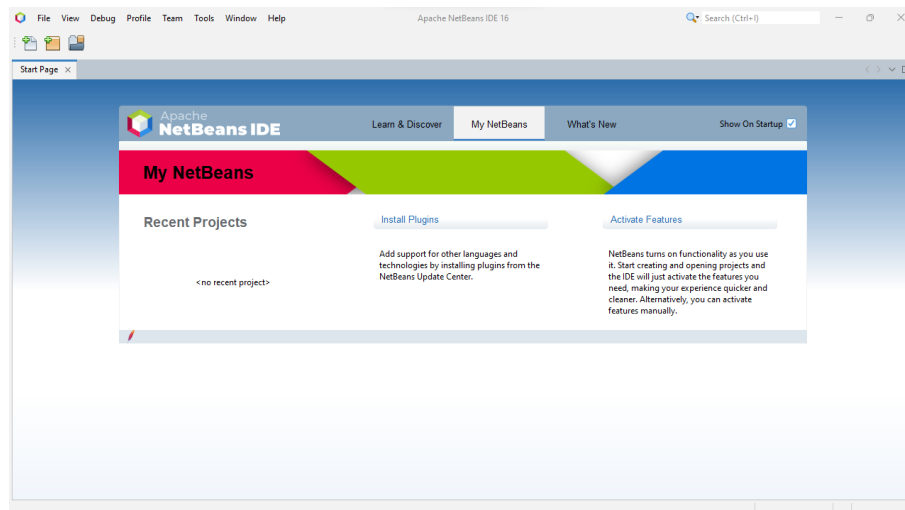 File View Debug Profile Team Tools Window Help
Apache NetBeans IDE 16
Search (Ctrl+I)
Start Page
Apache
NetBeans IDE
Learn & Discover
My NetBeans
What's New
Show On Startup
My NetBeans
Recent Projects
<no recent project>
Install Plugins
Add support for other languages and
technologies by installing plugins from the
NetBeans Update Center.
Activate Features
NetBeans turns on functionality as you use
it. Start creating and opening projects and
the IDE will just activate the features you
need, making your experience quicker and
cleaner. Alternatively, you can activate
features manually.